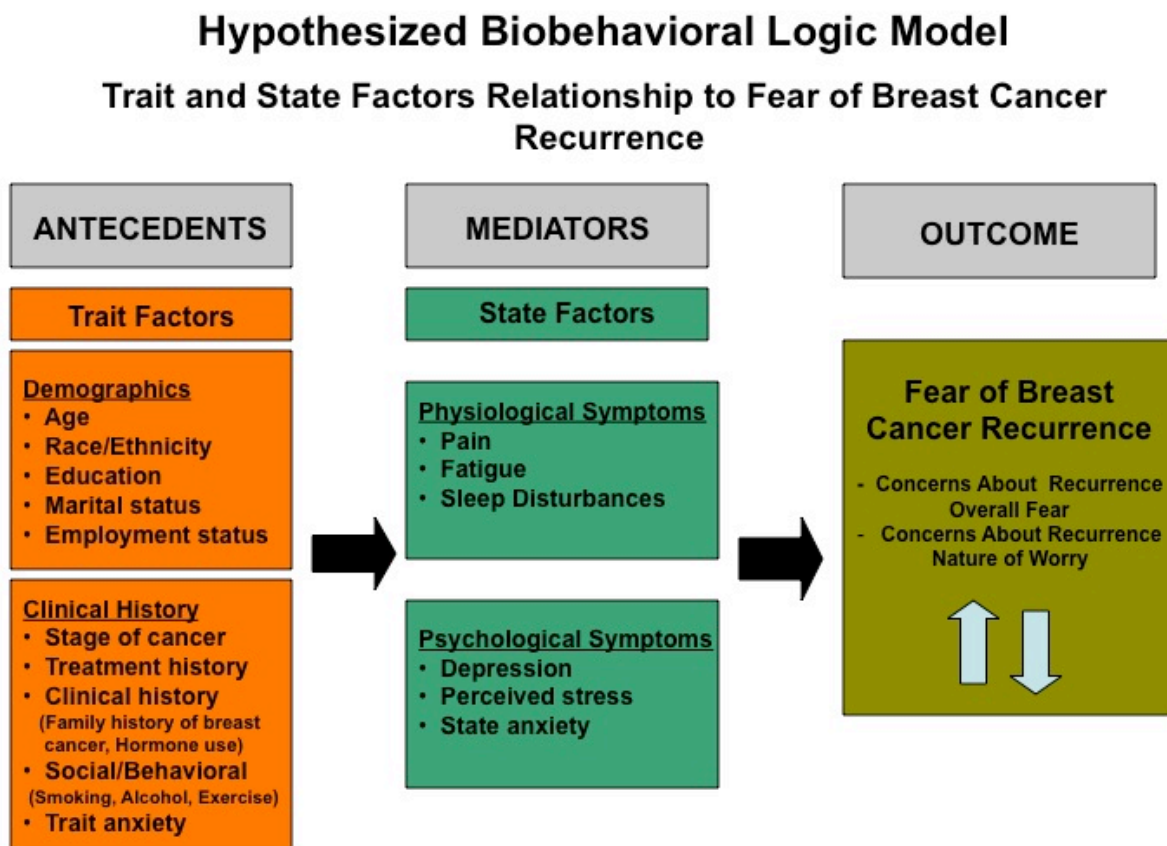 Hypothesized Biobehavioral Logic Model
Trait and State Factors Relationship to Fear of Breast Cancer
Recurrence
ANTECEDENTS
Trait Factors
Demographics
• Age
• Race/Ethnicity
• Education
• Marital status
• Employment status
Clinical History
• Stage of cancer
• Treatment history
• Clinical history
(Family history of breast
cancer, Hormone use)
• Social/Behavioral
(Smoking, Alcohol, Exercise)
• Trait anxiety
MEDIATORS
State Factors
Physiological Symptoms
• Pain
• Fatigue
• Sleep Disturbances
Psychological Symptoms
• Depression
• Perceived stress
• State anxiety
OUTCOME
Fear of Breast
Cancer Recurrence
- Concerns About Recurrence
Overall Fear
- Concerns About Recurrence
Nature of Worry